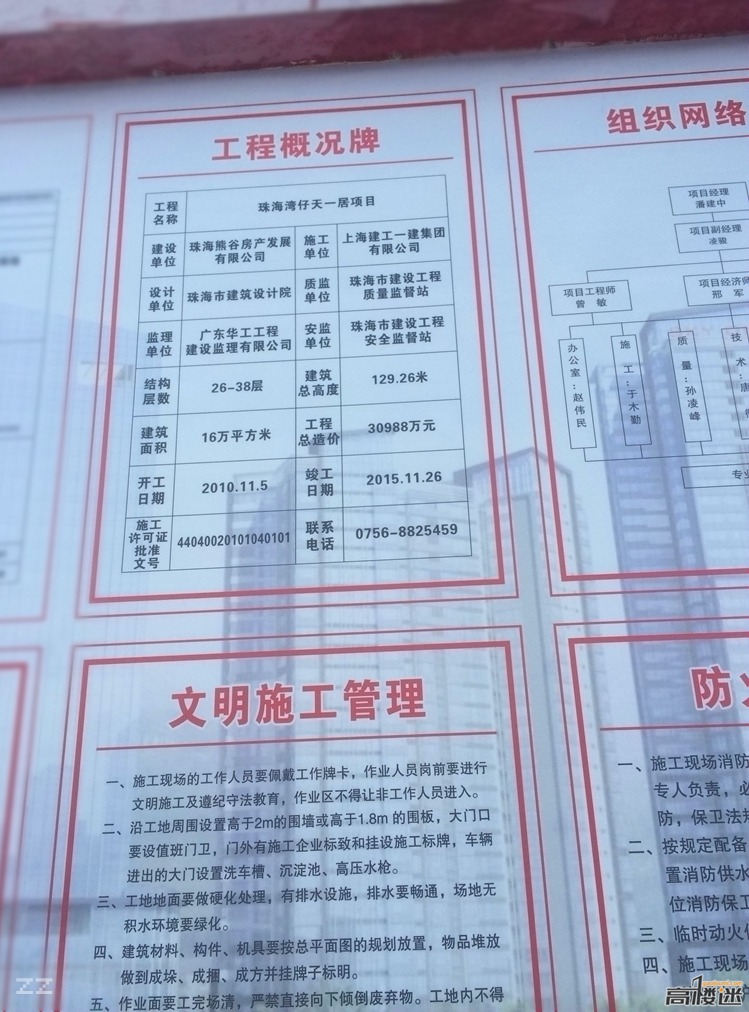 工程概况牌
工程名称 珠海湾仔天一居项目
建设单位 珠海熊谷房产发展有限公司 施工单位 上海建工一建集团有限公司
设计单位 珠海市建筑设计院 质监单位 珠海市建设工程质量监督站
监理单位 广东华工工程建设监理有限公司 安监单位 珠海市建设工程安全监督站
结构层数 26-38层 建筑总高度 129.26米
建筑面积 16万平方米 工程总造价 30988万元
开工日期 2010.11.5 竣工日期 2015.11.26
施工许可证批准文号 44040020101040101 联系电话 0756-8825459
组织网络
项目经理
潘建中
项目副经理
凌骏
项目工程师
曾敏
项目经济师
邢军
办公室:赵伟民
施工:于木勤
质量:孙凌峰
技术:唐
专业
文明施工管理
一、施工现场的工作人员要佩戴工作牌卡，作业人员岗前要进行
文明施工及遵纪守法教育，作业区不得让非工作人员进入。
二、沿工地周围设置高于2m的围墙或高于1.8m的围板，大门口
要设值班门卫，门外有施工企业标致和挂设施工标牌，车辆
进出的大门设置洗车槽、沉淀池、高压水枪。
三、工地地面要做硬化处理，有排水设施，排水要畅通，场地无
积水环境要绿化。
四、建筑材料、构件、机具要按总平面图的规划放置，物品堆放
做到成垛、成捆、成方并挂牌子标明。
五、作业面要工完场清，严禁直接向下倾倒废弃物。工地内不得
防火
一、施工现场消防
专人负责，必
防，保卫法规
二、按规定配备
置消防供水
位消防保卫
三、临时动火作
四、施工现场
ZZ
高楼迷